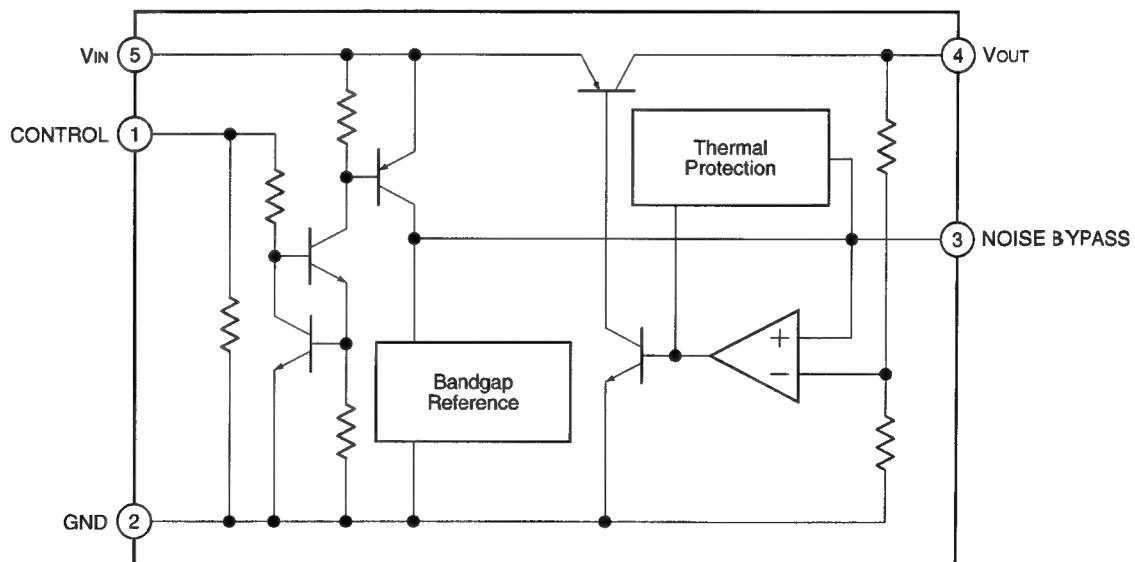 VIN 5
4 VOUT
CONTROL 1
Thermal
Protection
3 NOISE BYPASS
+
−
Bandgap
Reference
GND 2